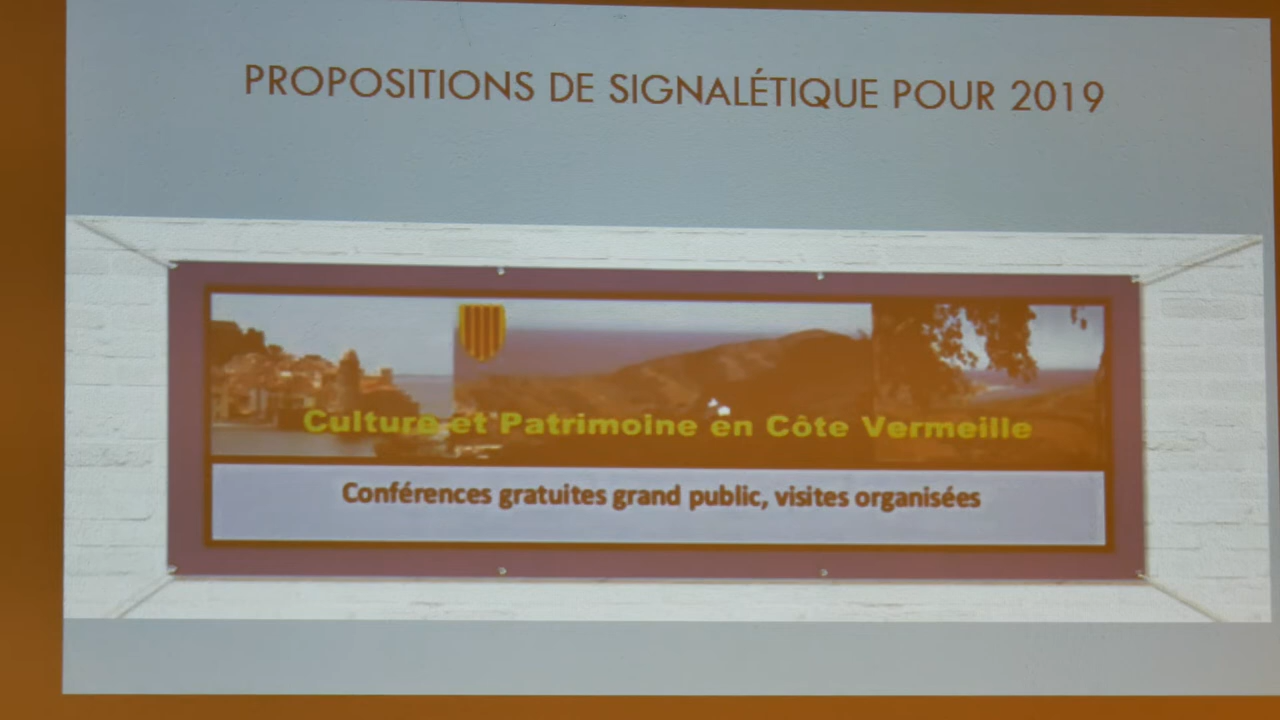 PROPOSITIONS DE SIGNALÉTIQUE POUR 2019
Culture et Patrimoine en Côte Vermeille
Conférences gratuites grand public, visites organisées